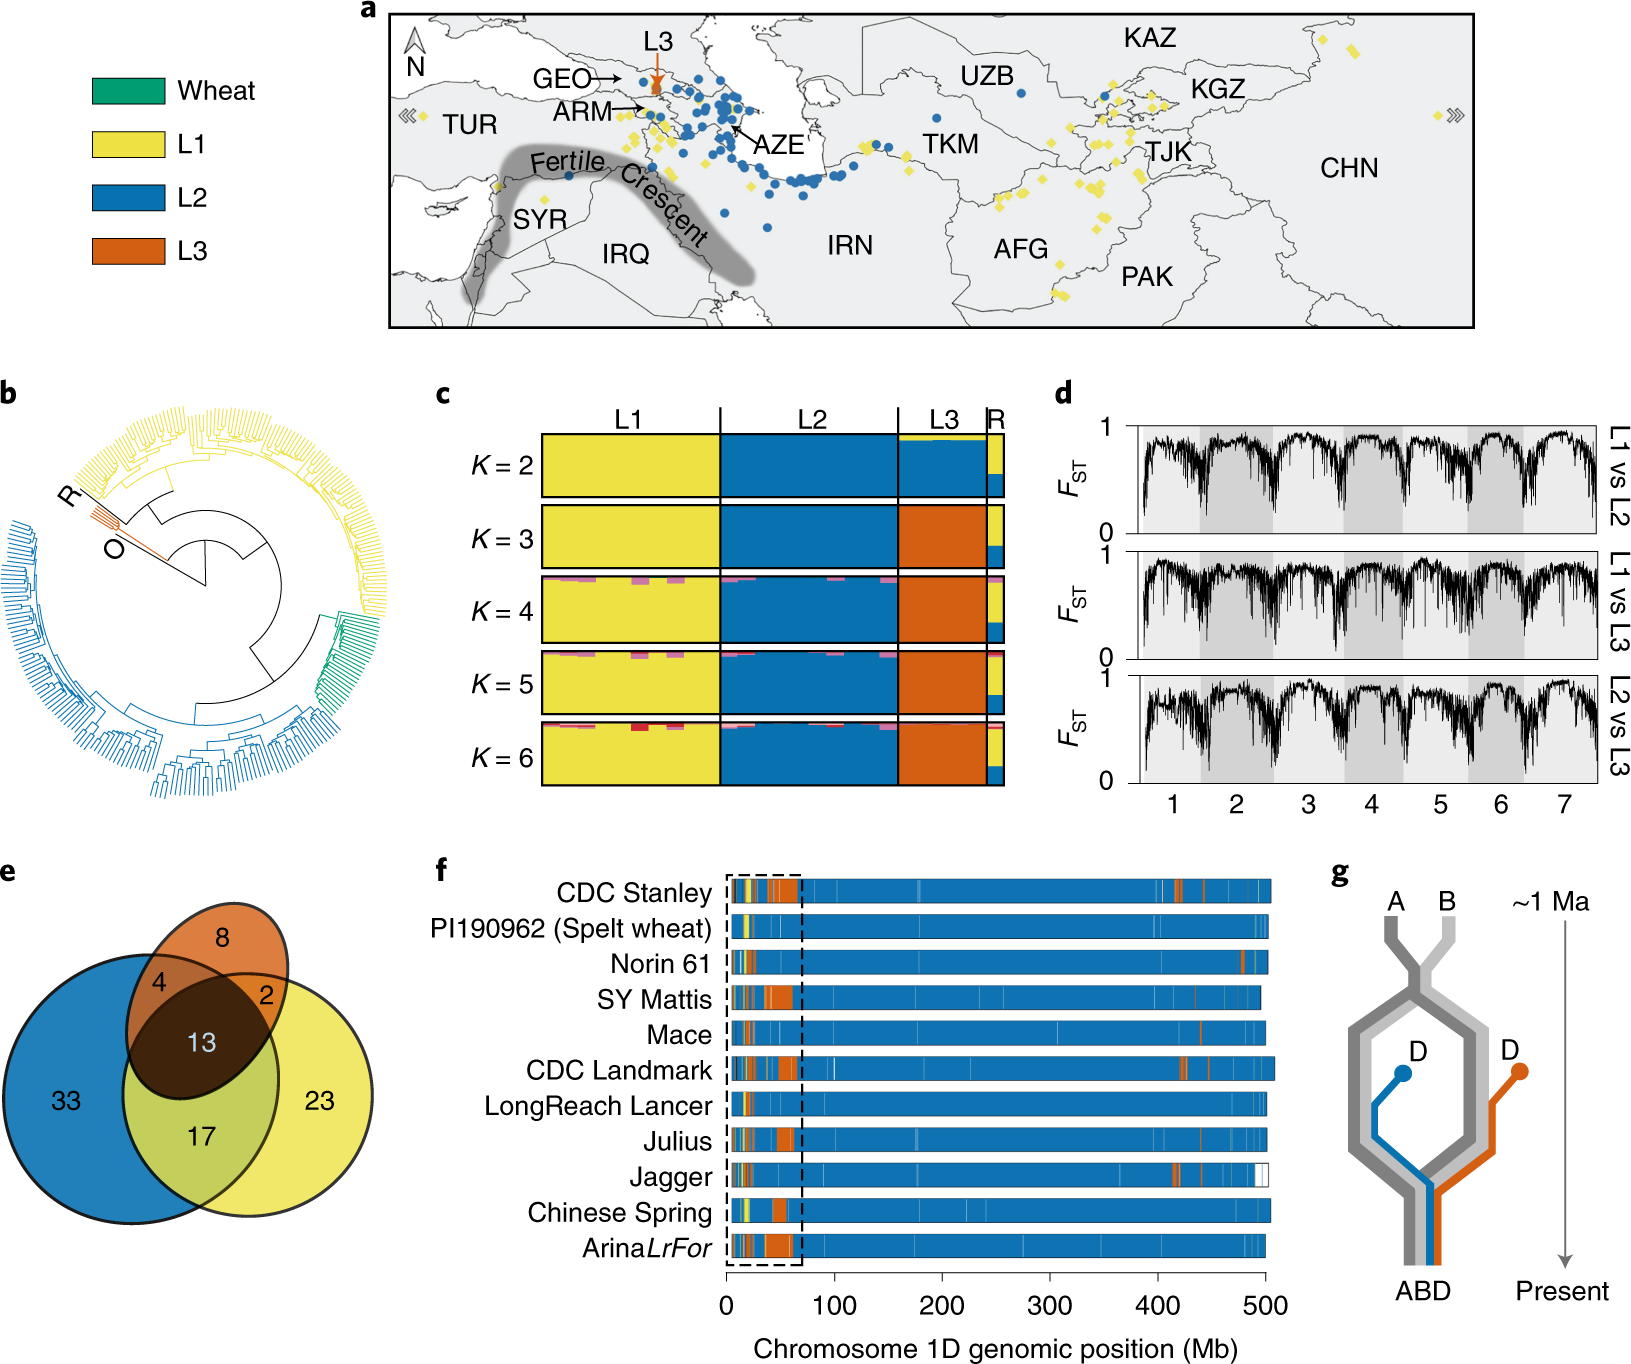 Wheat
L1
L2
L3
a
N
L3
GEO
ARM
TUR
AZE
Fertile Crescent
SYR
IRQ
IRN
TKM
UZB
KAZ
KGZ
TJK
CHN
AFG
PAK
b
R
O
c
L1 L2 L3 R
K = 2
K = 3
K = 4
K = 5
K = 6
d
1
FST
0
L1 vs L2
1
FST
0
L1 vs L3
1
FST
0
L2 vs L3
1 2 3 4 5 6 7
e
8
4
2
13
33
23
17
f
CDC Stanley
PI190962 (Spelt wheat)
Norin 61
SY Mattis
Mace
CDC Landmark
LongReach Lancer
Julius
Jagger
Chinese Spring
ArinaLrFor
0 100 200 300 400 500
Chromosome 1D genomic position (Mb)
g
A B ~1 Ma
D D
ABD Present